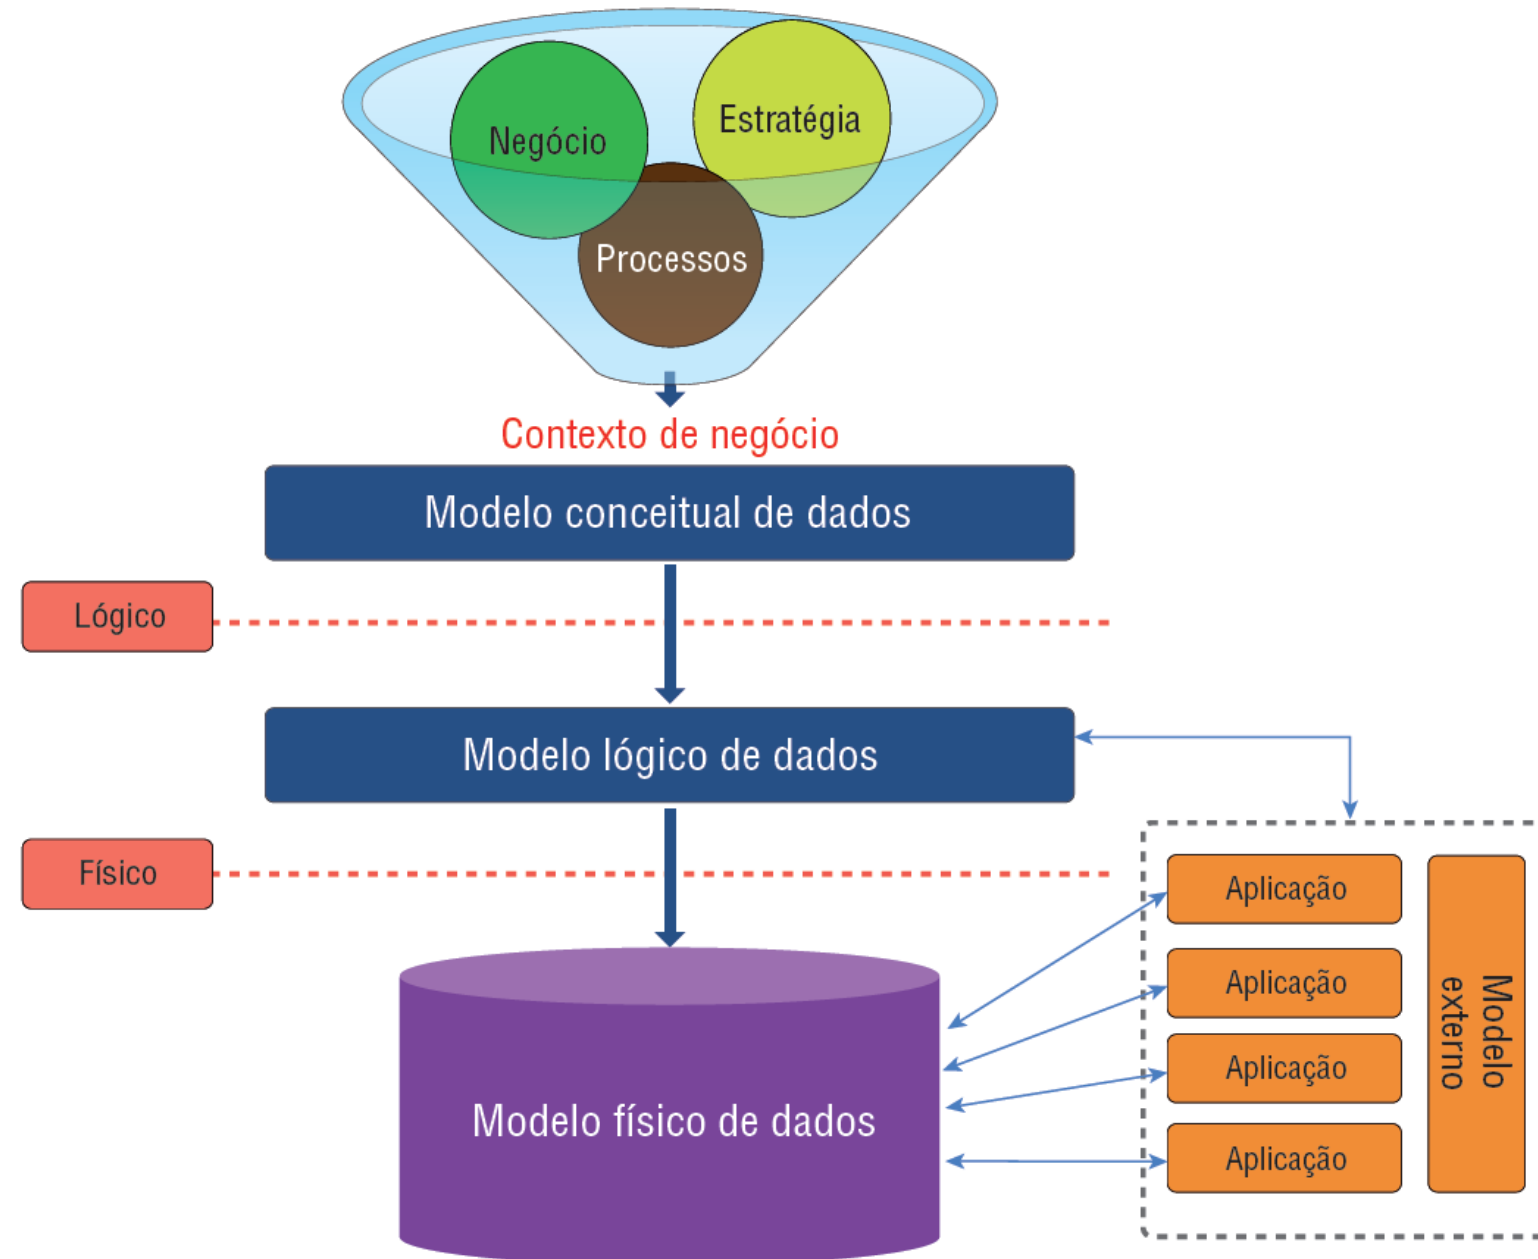 Negócio
Estratégia
Processos
Contexto de negócio
Modelo conceitual de dados
Lógico
Modelo lógico de dados
Físico
Aplicação
Aplicação
Aplicação
Aplicação
Modelo
externo
Modelo físico de dados